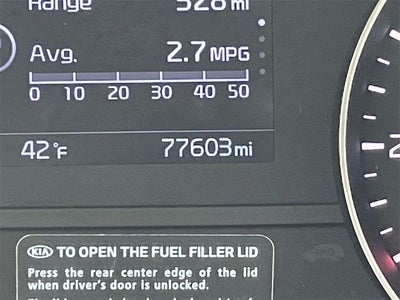 Range 328 mi
Avg. 2.7 MPG
0 10 20 30 40 50
42°F 77603 mi
KIA TO OPEN THE FUEL FILLER LID
Press the rear center edge of the lid
when driver's door is unlocked.